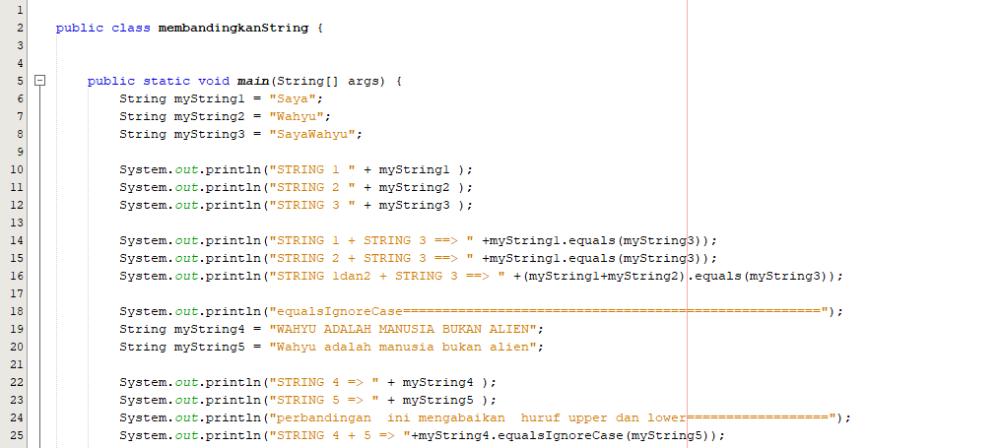 1
2 public class membandingkanString {
3
4
5 public static void main(String[] args) {
6 String myString1 = "Saya";
7 String myString2 = "Wahyu";
8 String myString3 = "SayaWahyu";
9
10 System.out.println("STRING 1 " + myString1 );
11 System.out.println("STRING 2 " + myString2 );
12 System.out.println("STRING 3 " + myString3 );
13
14 System.out.println("STRING 1 + STRING 3 ==> " +myString1.equals(myString3));
15 System.out.println("STRING 2 + STRING 3 ==> " +myString1.equals(myString3));
16 System.out.println("STRING 1dan2 + STRING 3 ==> " +(myString1+myString2).equals(myString3));
17
18 System.out.println("equalsIgnoreCase=====================================================");
19 String myString4 = "WAHYU ADALAH MANUSIA BUKAN ALIEN";
20 String myString5 = "Wahyu adalah manusia bukan alien";
21
22 System.out.println("STRING 4 => " + myString4 );
23 System.out.println("STRING 5 => " + myString5 );
24 System.out.println("perbandingan  ini mengabaikan  huruf upper dan lower==================");
25 System.out.println("STRING 4 + 5 => "+myString4.equalsIgnoreCase(myString5));